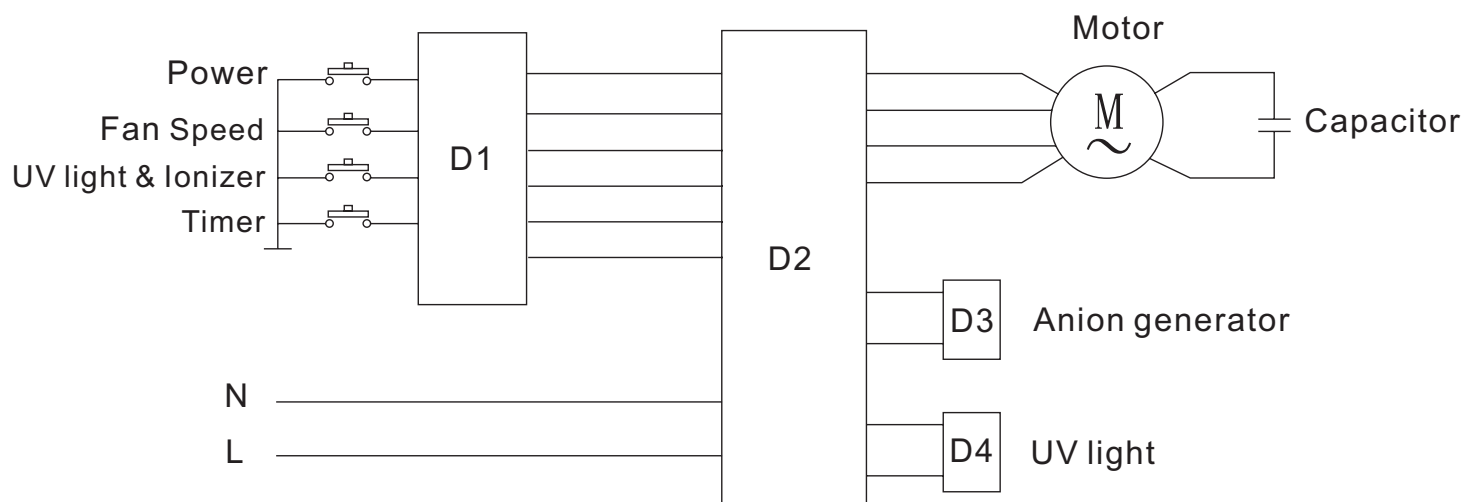 Motor
Power
Fan Speed
UV light & Ionizer
Timer
D1
D2
M
Capacitor
D3 Anion generator
N
L
D4 UV light